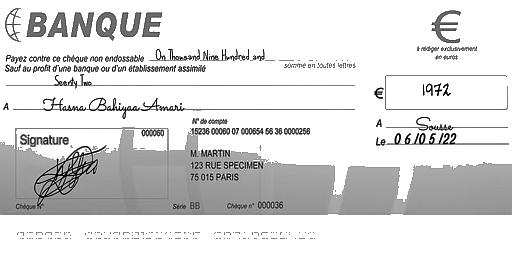 BANQUE
€
à rédiger exclusivement
en euros
Payez contre ce chèque non endossable On Thousand Nine Hundred and
Sauf au profit d'une banque ou d'un établissement assimilé
somme en toutes lettres
Seenty Two
€ 1972
A Hasna Bahiyaa Amari
A Sousse
Le 06/05/22
Signature
000060
N° de compte
15236 00060 07 000654 56 36 0000256
M. MARTIN
123 RUE SPECIMEN
75 015 PARIS
Chèque N°
Série BB
Chèque n° 000036